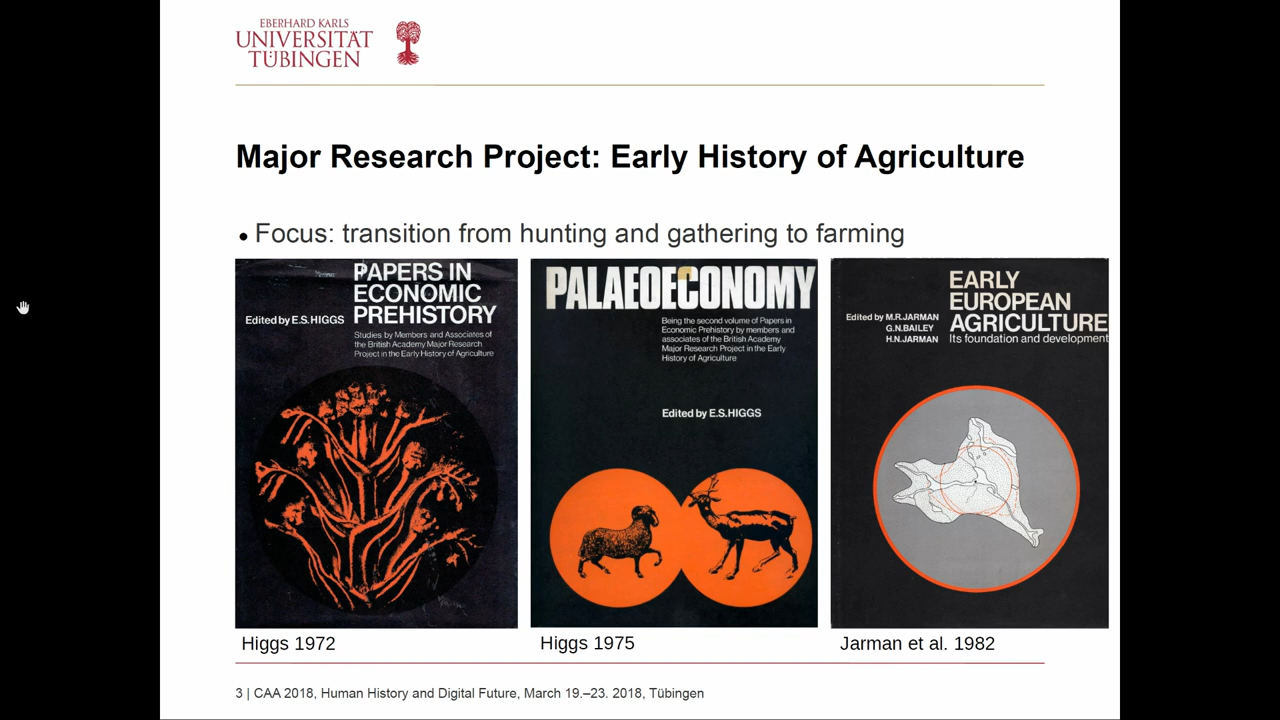 EBERHARD KARLS
UNIVERSITÄT
TÜBINGEN
Major Research Project: Early History of Agriculture
• Focus: transition from hunting and gathering to farming
PAPERS IN
ECONOMIC
PREHISTORY
Edited by E.S.HIGGS
Studies by Members and Associates of
the British Academy Major Research
Project in the Early History of Agriculture
PALAEOECONOMY
Being the second volume of Papers in
Economic Prehistory by members and
associates of the British Academy
Major Research Project in the Early
History of Agriculture
Edited by E.S.HIGGS
EARLY
EUROPEAN
AGRICULTURE
Its foundation and development
Edited by M.R.JARMAN
G.N.BAILEY
H.N.JARMAN
Higgs 1972
Higgs 1975
Jarman et al. 1982
3 | CAA 2018, Human History and Digital Future, March 19.–23. 2018, Tübingen